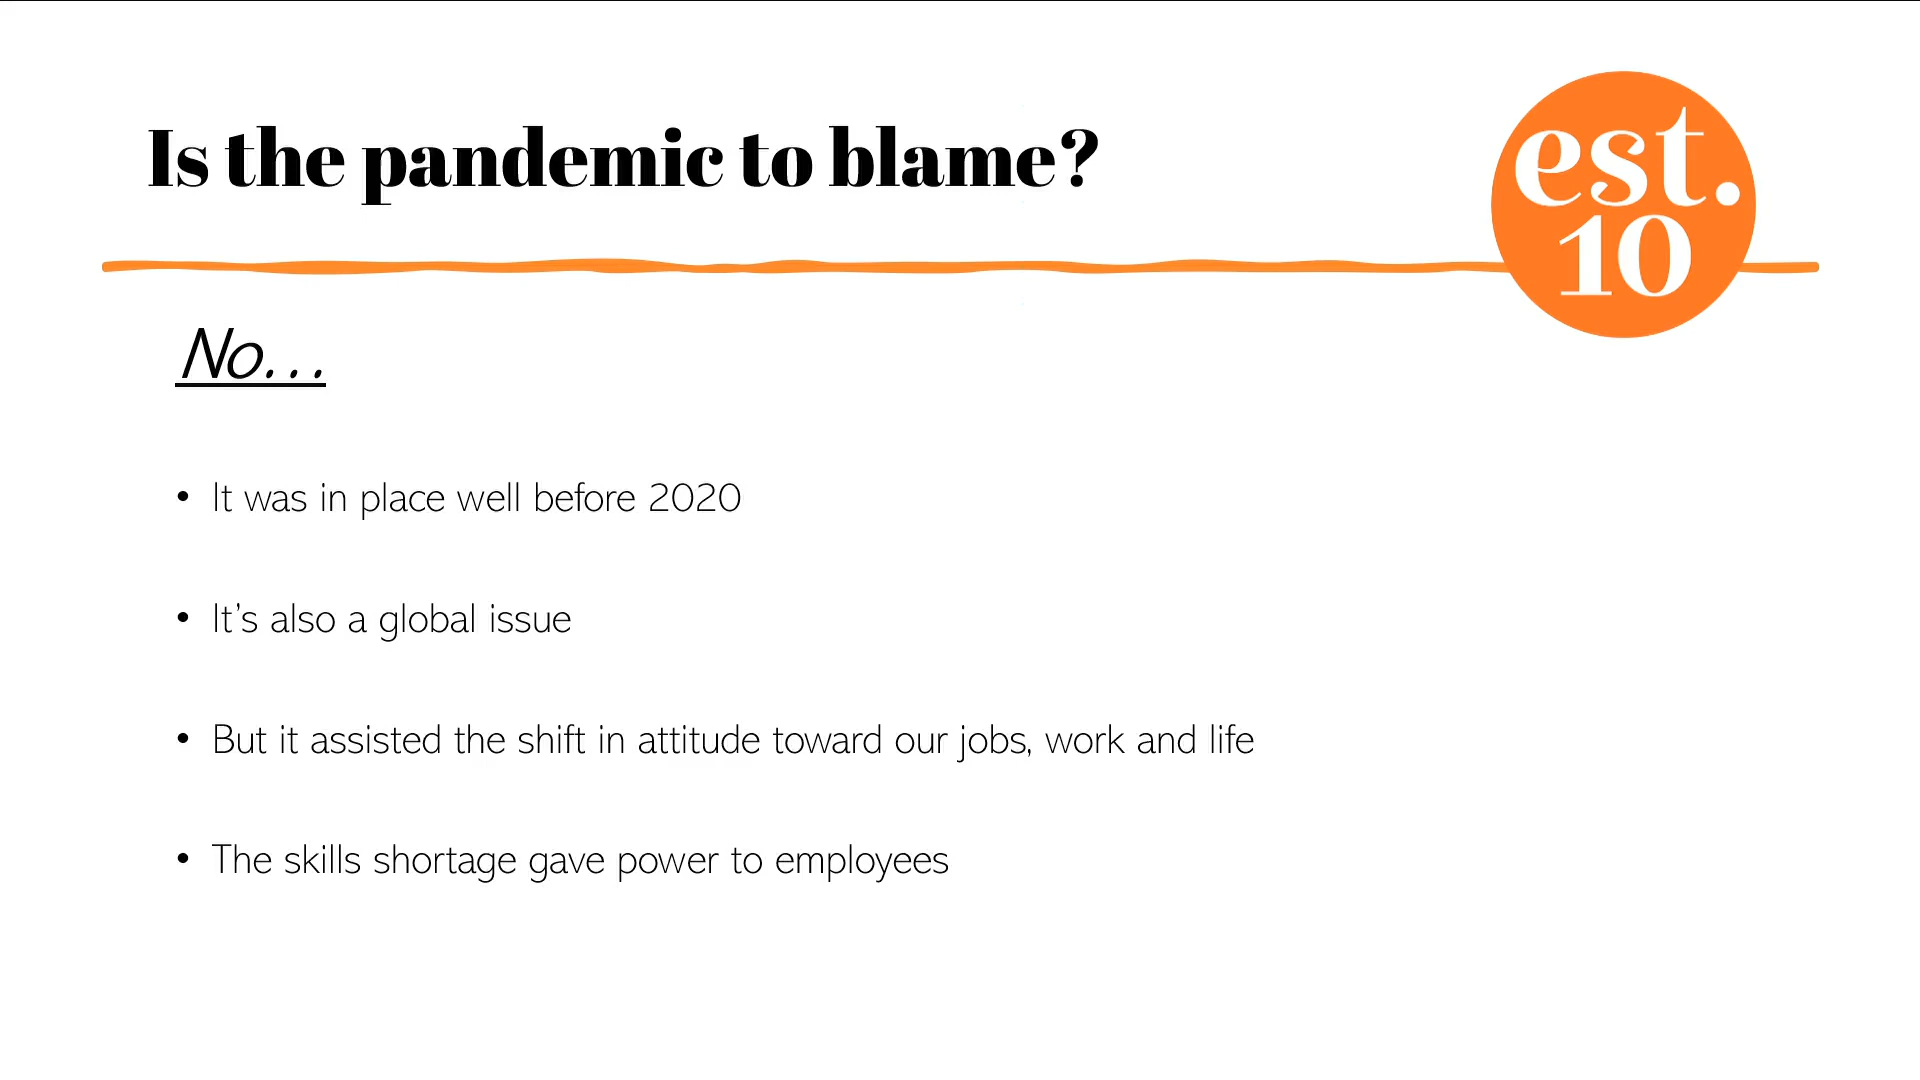 Is the pandemic to blame?
est.
10
No...
• It was in place well before 2020
• It’s also a global issue
• But it assisted the shift in attitude toward our jobs, work and life
• The skills shortage gave power to employees